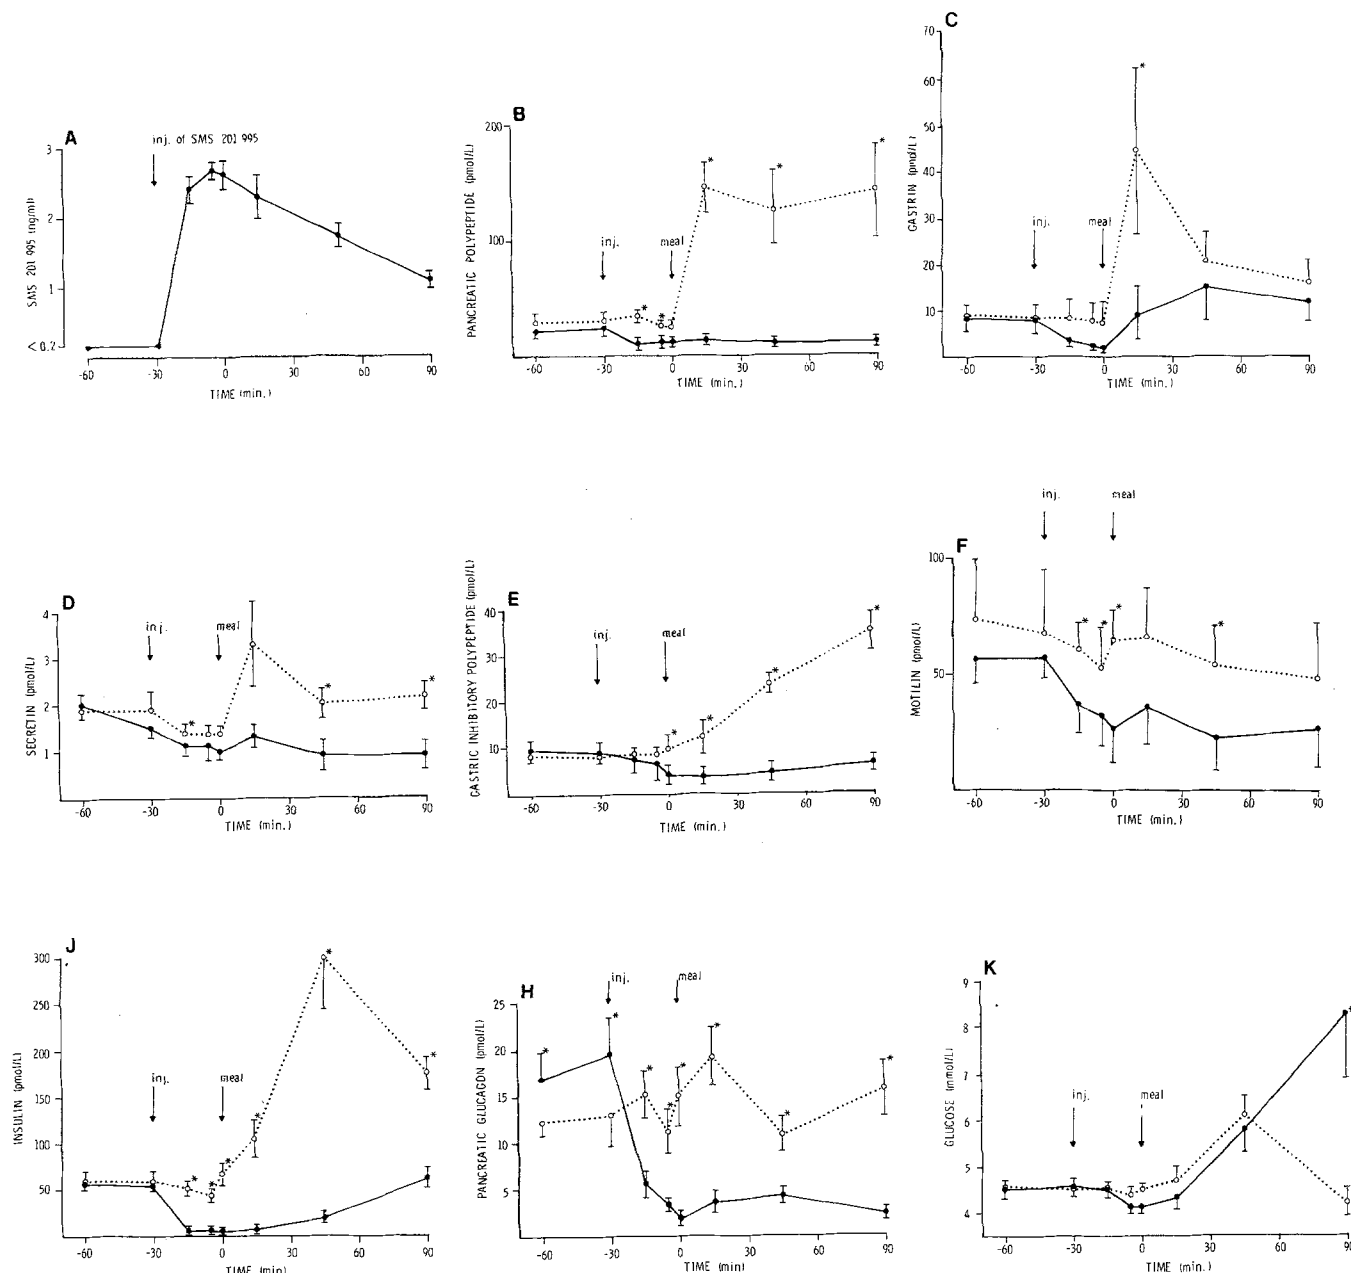 A
inj. of SMS 201 995
SMS 201 995 (ng/ml)
3
2
1
< 0.2
-60 -30 0 30 60 90
TIME (min.)
B
PANCREATIC POLYPEPTIDE (pmol/L)
200
100
inj. meal
* * * * *
-60 -30 0 30 60 90
TIME (min.)
C
GASTRIN (pmol/L)
70
60
50
40
30
20
10
inj. meal
*
-60 -30 0 30 60 90
TIME (min.)
D
SECRETIN (pmol/L)
4
3
2
1
inj. meal
* * *
-60 -30 0 30 60 90
TIME (min.)
E
GASTRIC INHIBITORY POLYPEPTIDE (pmol/L)
40
30
20
10
inj. meal
* * * *
-60 -30 0 30 60 90
TIME (min.)
F
MOTILIN (pmol/L)
100
50
inj. meal
* * * *
-60 -30 0 30 60 90
TIME (min.)
J
INSULIN (pmol/L)
300
250
200
150
100
50
inj. meal
* * * * * *
-60 -30 0 30 60 90
TIME (min)
H
PANCREATIC GLUCAGON (pmol/L)
25
20
15
10
5
inj. meal
* * * * * * * *
-60 -30 0 30 60 90
TIME (min)
K
GLUCOSE (mmol/L)
9
8
7
6
5
4
inj. meal
*
-60 -30 0 30 60 90
TIME (min.)